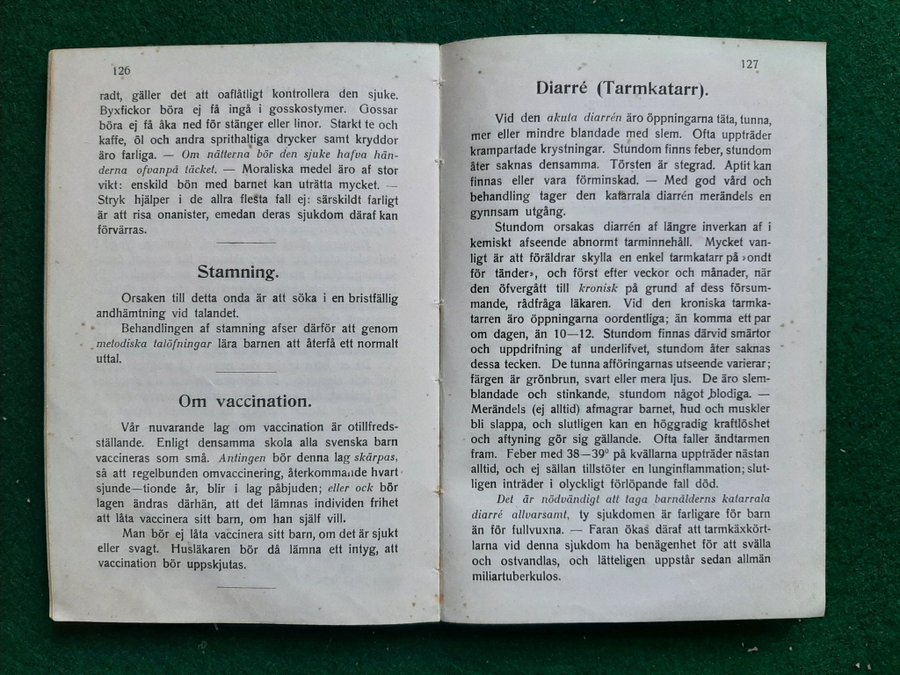 126
radt, gäller det att oaflåtligt kontrollera den sjuke.
Byxfickor böra ej få ingå i gosskostymer. Gossar
böra ej få åka ned för stänger eller linor. Starkt te och
kaffe, öl och andra sprithaltiga drycker samt kryddor
äro farliga. — Om nätterna bör den sjuke hafva hän-
derna ofvanpå täcket. — Moraliska medel äro af stor
vikt: enskild bön med barnet kan uträtta mycket. —
Stryk hjälper i de allra flesta fall ej: särskildt farligt
är att risa onanister, emedan deras sjukdom däraf kan
förvärras.
Stamning.
Orsaken till detta onda är att söka i en bristfällig
andhämtning vid talandet.
Behandlingen af stamning afser därför att genom
metodiska talöfningar lära barnen att återfå ett normalt
uttal.
Om vaccination.
Vår nuvarande lag om vaccination är otillfreds-
ställande. Enligt densamma skola alla svenska barn
vaccineras som små. Antingen bör denna lag skärpas,
så att regelbunden omvaccinering, återkommande hvart
sjunde—tionde år, blir i lag påbjuden; eller ock bör
lagen ändras därhän, att det lämnas individen frihet
att låta vaccinera sitt barn, om han själf vill.
Man bör ej låta vaccinera sitt barn, om det är sjukt
eller svagt. Husläkaren bör då lämna ett intyg, att
vaccination bör uppskjutas.
127
Diarré (Tarmkatarr).
Vid den akuta diarrén äro öppningarna täta, tunna,
mer eller mindre blandade med slem. Ofta uppträder
krampartade krystningar. Stundom finns feber, stundom
åter saknas densamma. Törsten är stegrad. Aptit kan
finnas eller vara förminskad. — Med god vård och
behandling tager den katarrala diarrén merändels en
gynnsam utgång.
Stundom orsakas diarrén af längre inverkan af i
kemiskt afseende abnormt tarminnehåll. Mycket van-
ligt är att föräldrar skylla en enkel tarmkatarr på »ondt
för tänder», och först efter veckor och månader, när
den öfvergått till kronisk på grund af dess försum-
mande, rådfråga läkaren. Vid den kroniska tarmka-
tarren äro öppningarna oordentliga; än komma ett par
om dagen, än 10—12. Stundom finnas därvid smärtor
och uppdrifning af underlifvet, stundom åter saknas
dessa tecken. De tunna afföringarnas utseende varierar;
färgen är grönbrun, svart eller mera ljus. De äro slem-
blandade och stinkande, stundom något blodiga. —
Merändels (ej alltid) afmagrar barnet, hud och muskler
bli slappa, och slutligen kan en höggradig kraftlöshet
och aftyning gör sig gällande. Ofta faller ändtarmen
fram. Feber med 38—39° på kvällarna uppträder nästan
alltid, och ej sällan tillstöter en lunginflammation; slut-
ligen inträder i olyckligt förlöpande fall död.
Det är nödvändigt att taga barnålderns katarrala
diarré allvarsamt, ty sjukdomen är farligare för barn
än för fullvuxna. — Faran ökas däraf att tarmkäxkört-
larna vid denna sjukdom ha benägenhet för att svälla
och ostvandlas, och lätteligen uppstår sedan allmän
miliartuberkulos.